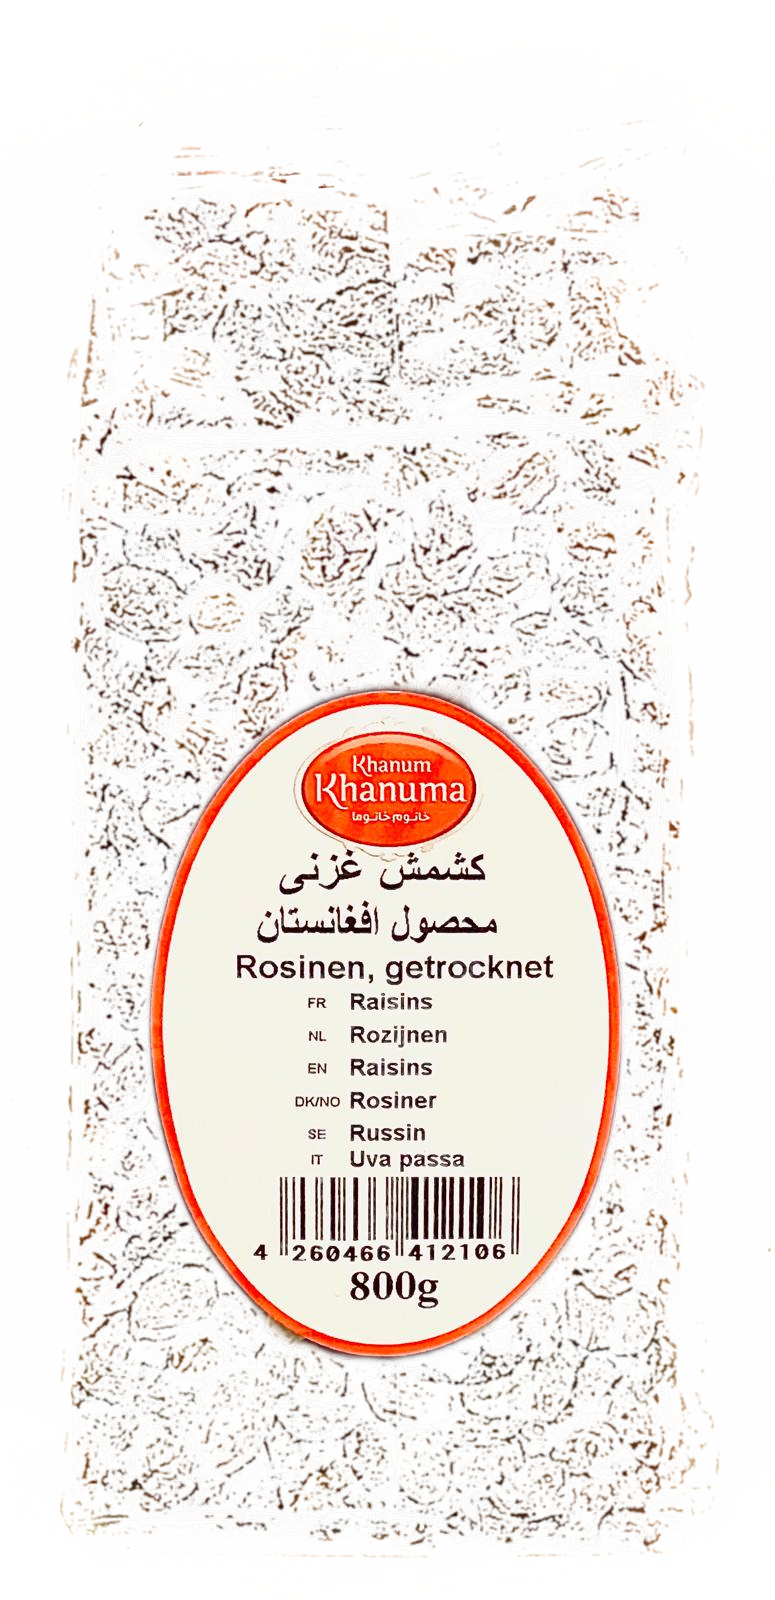 Khanum
Khanuma
خانوم خانوما
کشمش غزنی
محصول افغانستان
Rosinen, getrocknet
FR Raisins
NL Rozijnen
EN Raisins
DK/NO Rosiner
SE Russin
IT Uva passa
4 260466 412106
800g